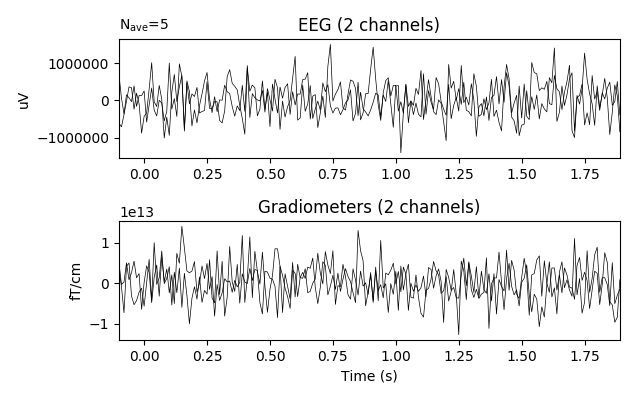 N_ave=5
EEG (2 channels)
1000000
0
−1000000
uV
0.00 0.25 0.50 0.75 1.00 1.25 1.50 1.75
Gradiometers (2 channels)
1e13
1
0
−1
fT/cm
0.00 0.25 0.50 0.75 1.00 1.25 1.50 1.75
Time (s)